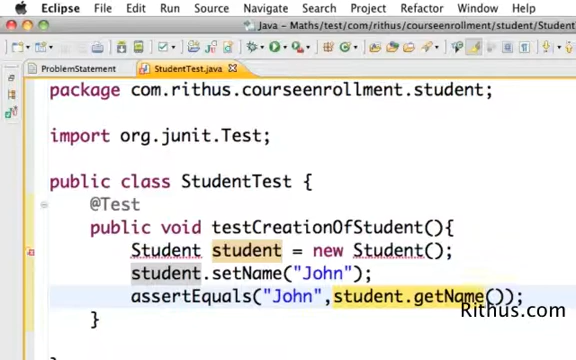 Eclipse File Edit Run Source Navigate Search Project Refactor Window Help
Java - Maths/test/com/rithus/courseenrollment/student/Student
ProblemStatement StudentTest.java
package com.rithus.courseenrollment.student;
import org.junit.Test;
public class StudentTest {
@Test
public void testCreationOfStudent(){
Student student = new Student();
student.setName("John");
assertEquals("John",student.getName());
Rithus.com
}
}